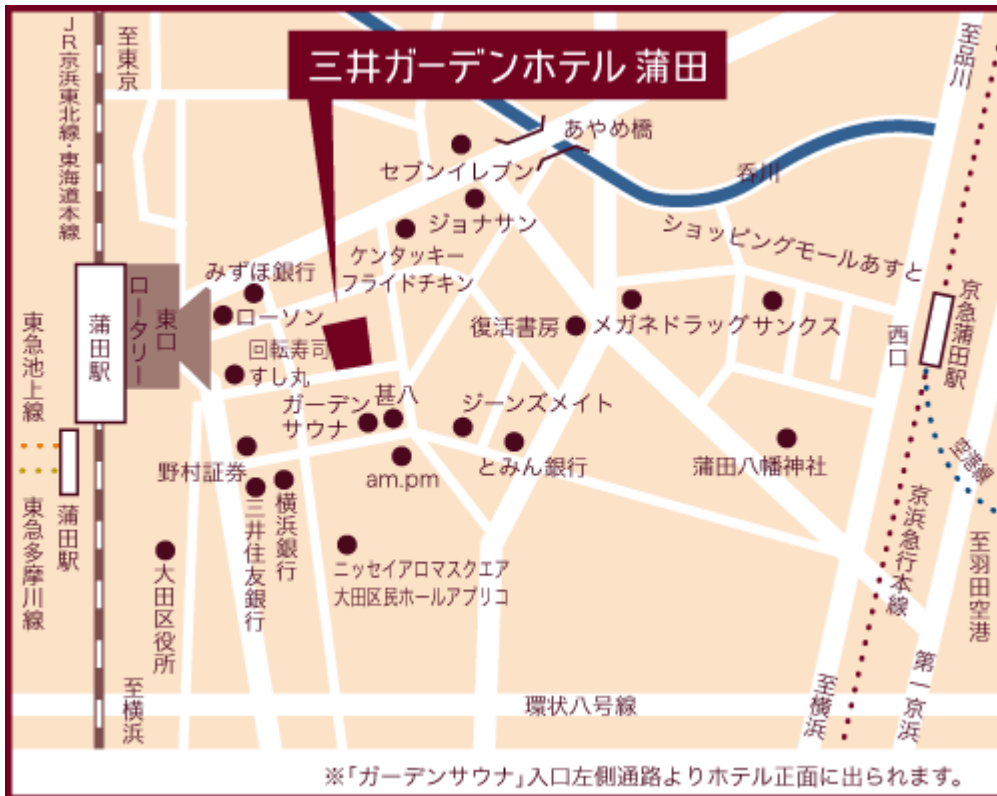 JR京浜東北線・東海道本線
至東京
三井ガーデンホテル 蒲田
至品川
あやめ橋
セブンイレブン
呑川
ジョナサン
ショッピングモールあすと
ケンタッキー
フライドチキン
みずほ銀行
ローソン
東口
ロータリー
蒲田駅
復活書房
メガネドラッグ
サンクス
西口
京急蒲田駅
回転寿司
すし丸
東急池上線
ガーデン
サウナ
甚八
ジーンズメイト
野村証券
am.pm
とみん銀行
蒲田八幡神社
空港線
蒲田駅
東急多摩川線
三井住友銀行
横浜銀行
京浜急行本線
大田区役所
ニッセイアロマスクエア
大田区民ホールアプリコ
至羽田空港
至横浜
環状八号線
至横浜
第一京浜
※「ガーデンサウナ」入口左側通路よりホテル正面に出られます。